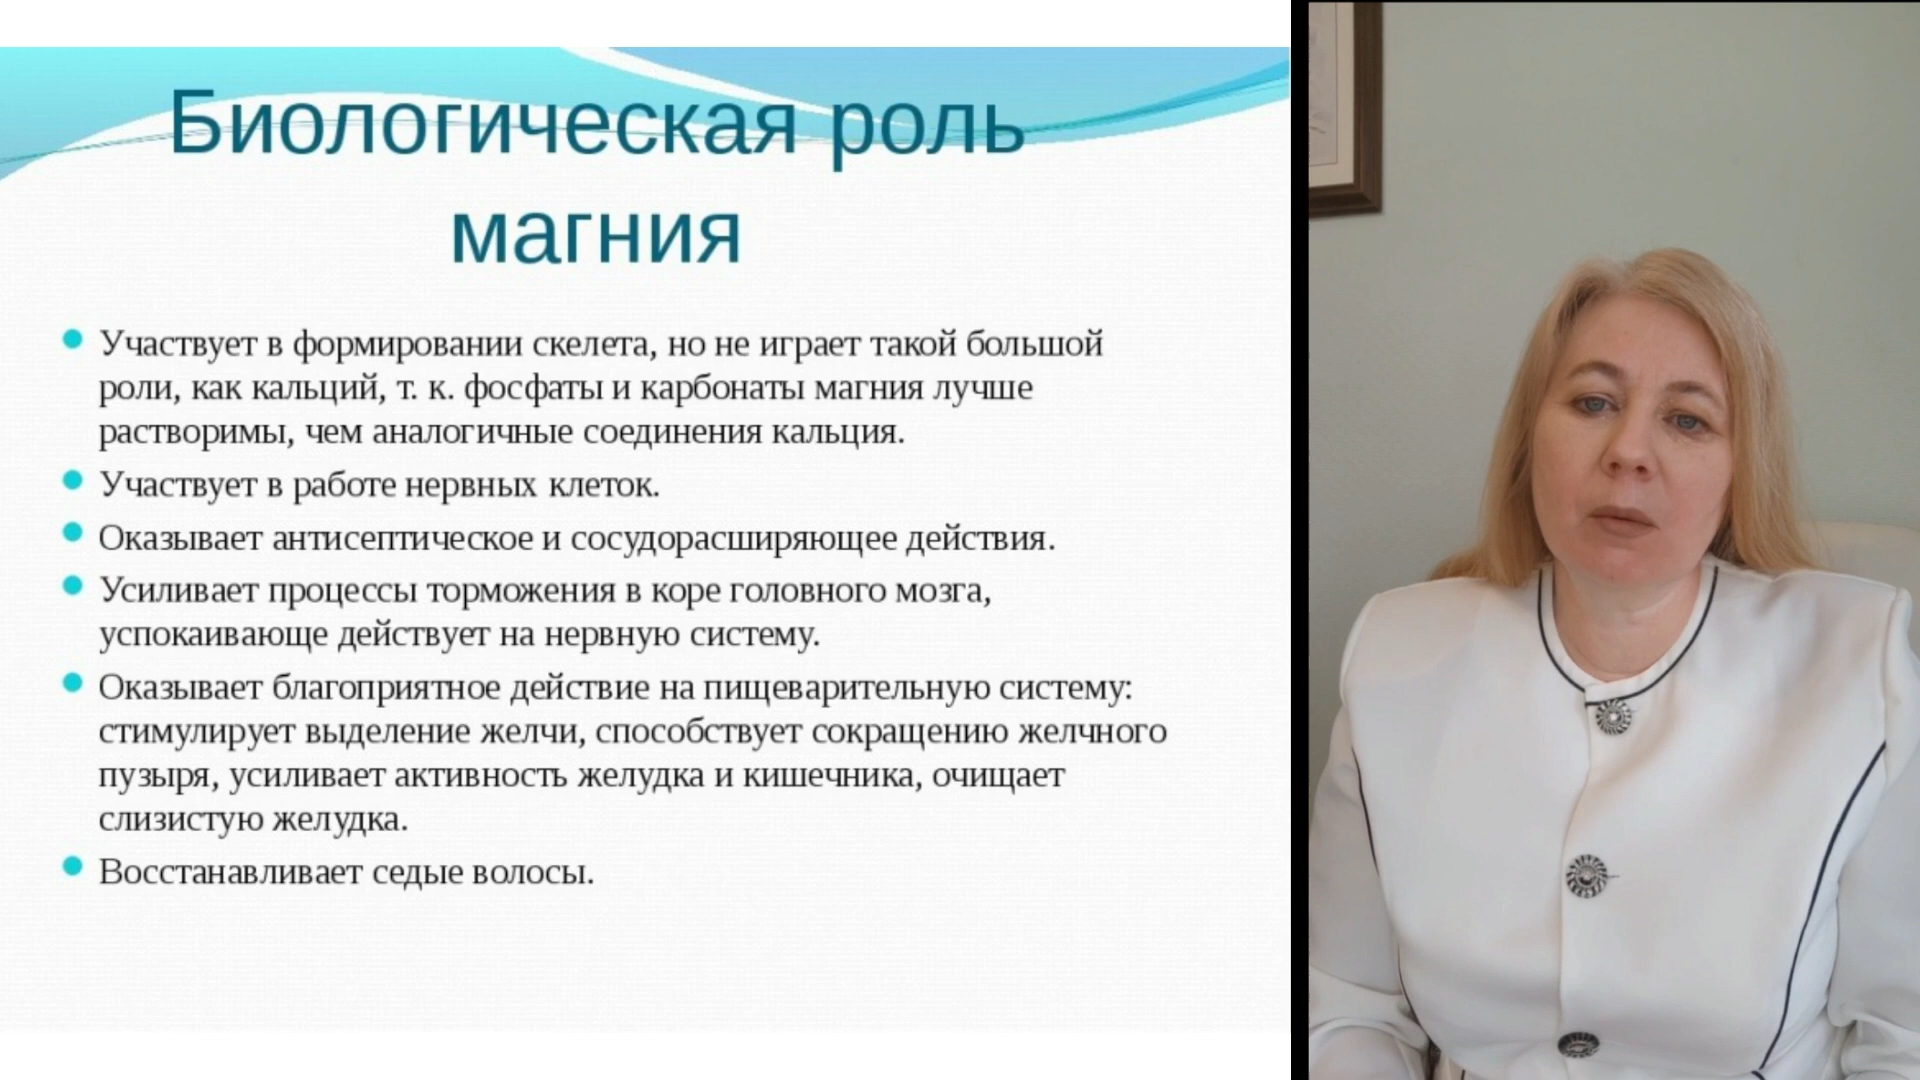 Биологическая роль
магния
Участвует в формировании скелета, но не играет такой большой
роли, как кальций, т. к. фосфаты и карбонаты магния лучше
растворимы, чем аналогичные соединения кальция.
Участвует в работе нервных клеток.
Оказывает антисептическое и сосудорасширяющее действия.
Усиливает процессы торможения в коре головного мозга,
успокаивающе действует на нервную систему.
Оказывает благоприятное действие на пищеварительную систему:
стимулирует выделение желчи, способствует сокращению желчного
пузыря, усиливает активность желудка и кишечника, очищает
слизистую желудка.
Восстанавливает седые волосы.